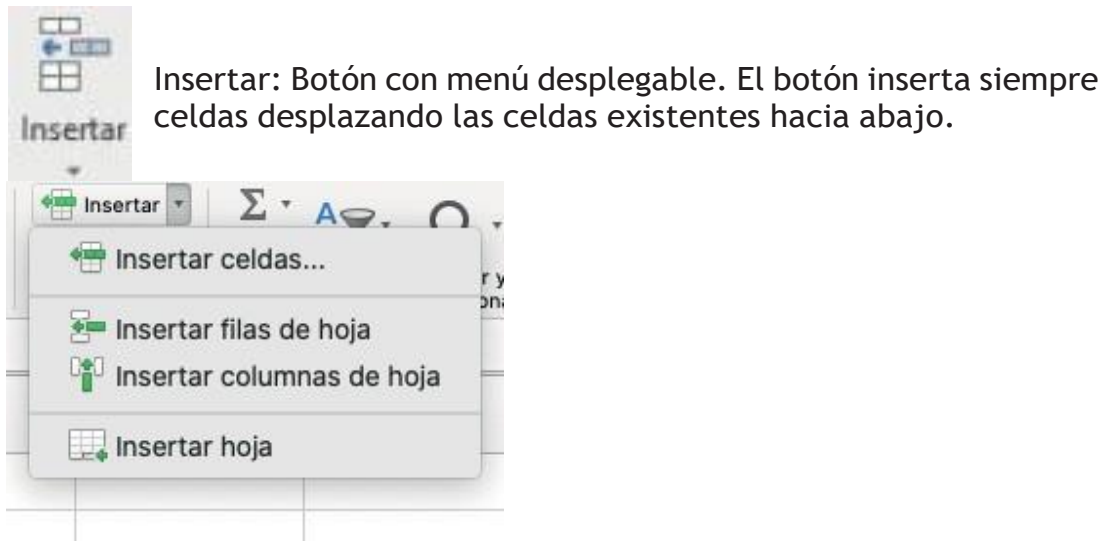 Insertar
Insertar: Botón con menú desplegable. El botón inserta siempre
celdas desplazando las celdas existentes hacia abajo.
Insertar
Insertar celdas...
Insertar filas de hoja
Insertar columnas de hoja
Insertar hoja